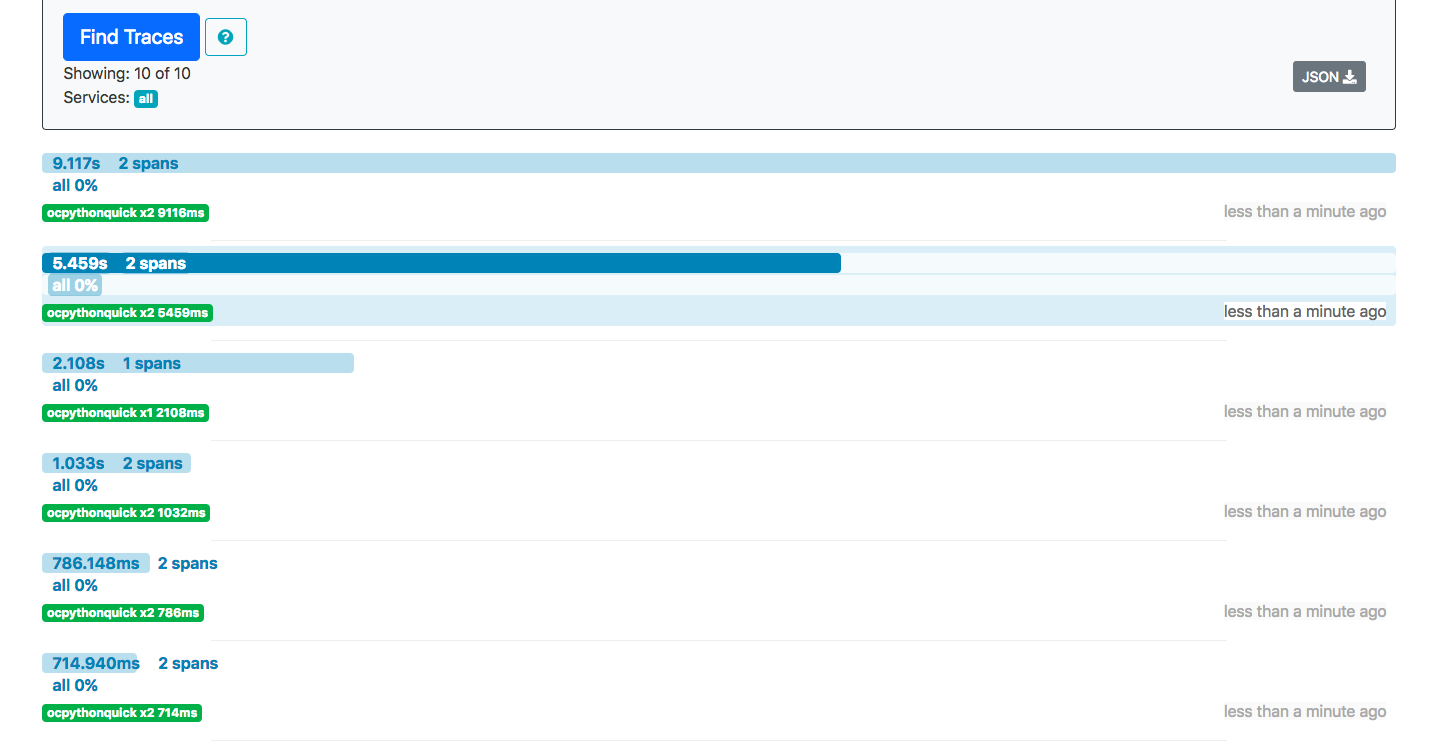 Find Traces
Showing: 10 of 10
JSON
Services: all
9.117s 2 spans
all 0%
ocpythonquick x2 9116ms less than a minute ago
5.459s 2 spans
all 0%
ocpythonquick x2 5459ms less than a minute ago
2.108s 1 spans
all 0%
ocpythonquick x1 2108ms less than a minute ago
1.033s 2 spans
all 0%
ocpythonquick x2 1032ms less than a minute ago
786.148ms 2 spans
all 0%
ocpythonquick x2 786ms less than a minute ago
714.940ms 2 spans
all 0%
ocpythonquick x2 714ms less than a minute ago